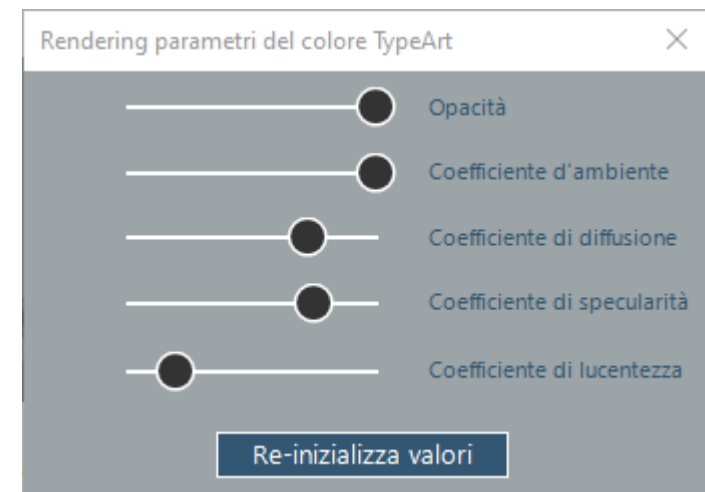 Rendering parametri del colore TypeArt
Opacità
Coefficiente d'ambiente
Coefficiente di diffusione
Coefficiente di specularità
Coefficiente di lucentezza
Re-inizializza valori